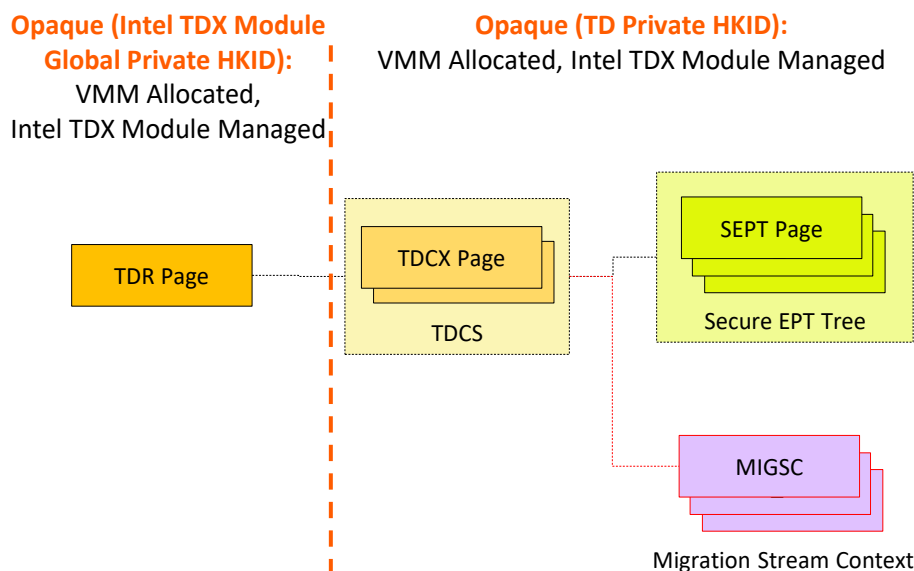 Opaque (Intel TDX Module
Global Private HKID):
VMM Allocated,
Intel TDX Module Managed
Opaque (TD Private HKID):
VMM Allocated, Intel TDX Module Managed
TDR Page
TDCX Page
TDCS
SEPT Page
Secure EPT Tree
MIGSC
Migration Stream Context